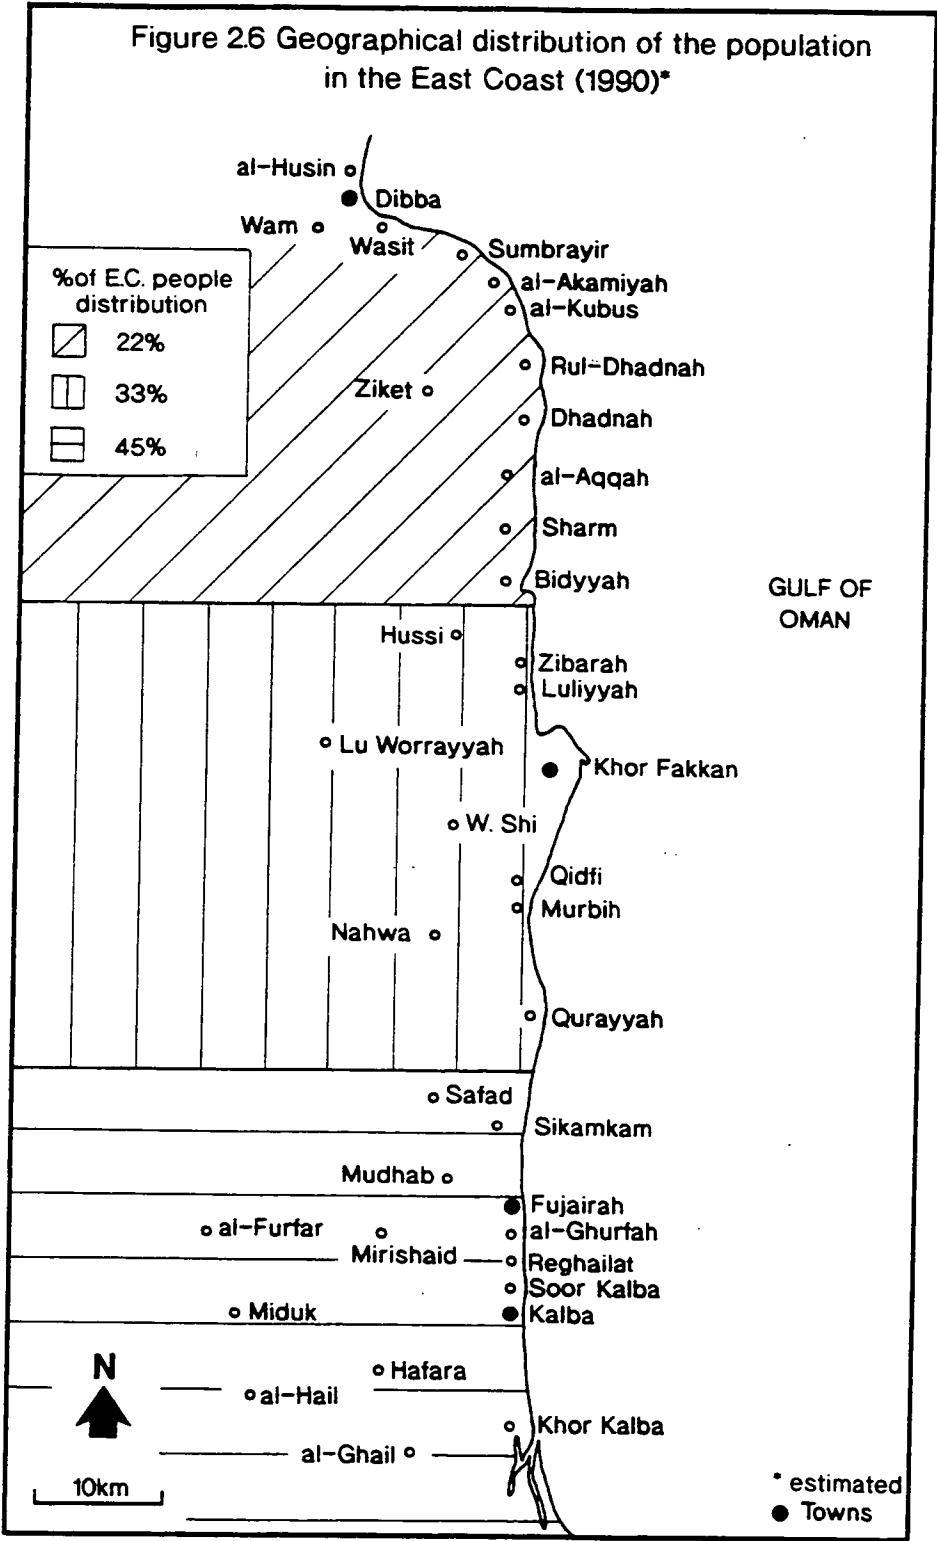 Figure 2.6 Geographical distribution of the population
in the East Coast (1990)*
al-Husin
Dibba
Wam
Wasit
Sumbrayir
%of E.C. people
distribution
22%
33%
45%
al-Akamiyah
al-Kubus
Rul-Dhadnah
Ziket
Dhadnah
al-Aqqah
Sharm
Bidyyah
GULF OF
OMAN
Hussi
Zibarah
Luliyyah
Lu Worrayyah
Khor Fakkan
W. Shi
Qidfi
Murbih
Nahwa
Qurayyah
Safad
Sikamkam
Mudhab
Fujairah
al-Furfar
al-Ghurfah
Mirishaid
Reghailat
Soor Kalba
Miduk
Kalba
N
Hafara
al-Hail
Khor Kalba
al-Ghail
10km
* estimated
Towns